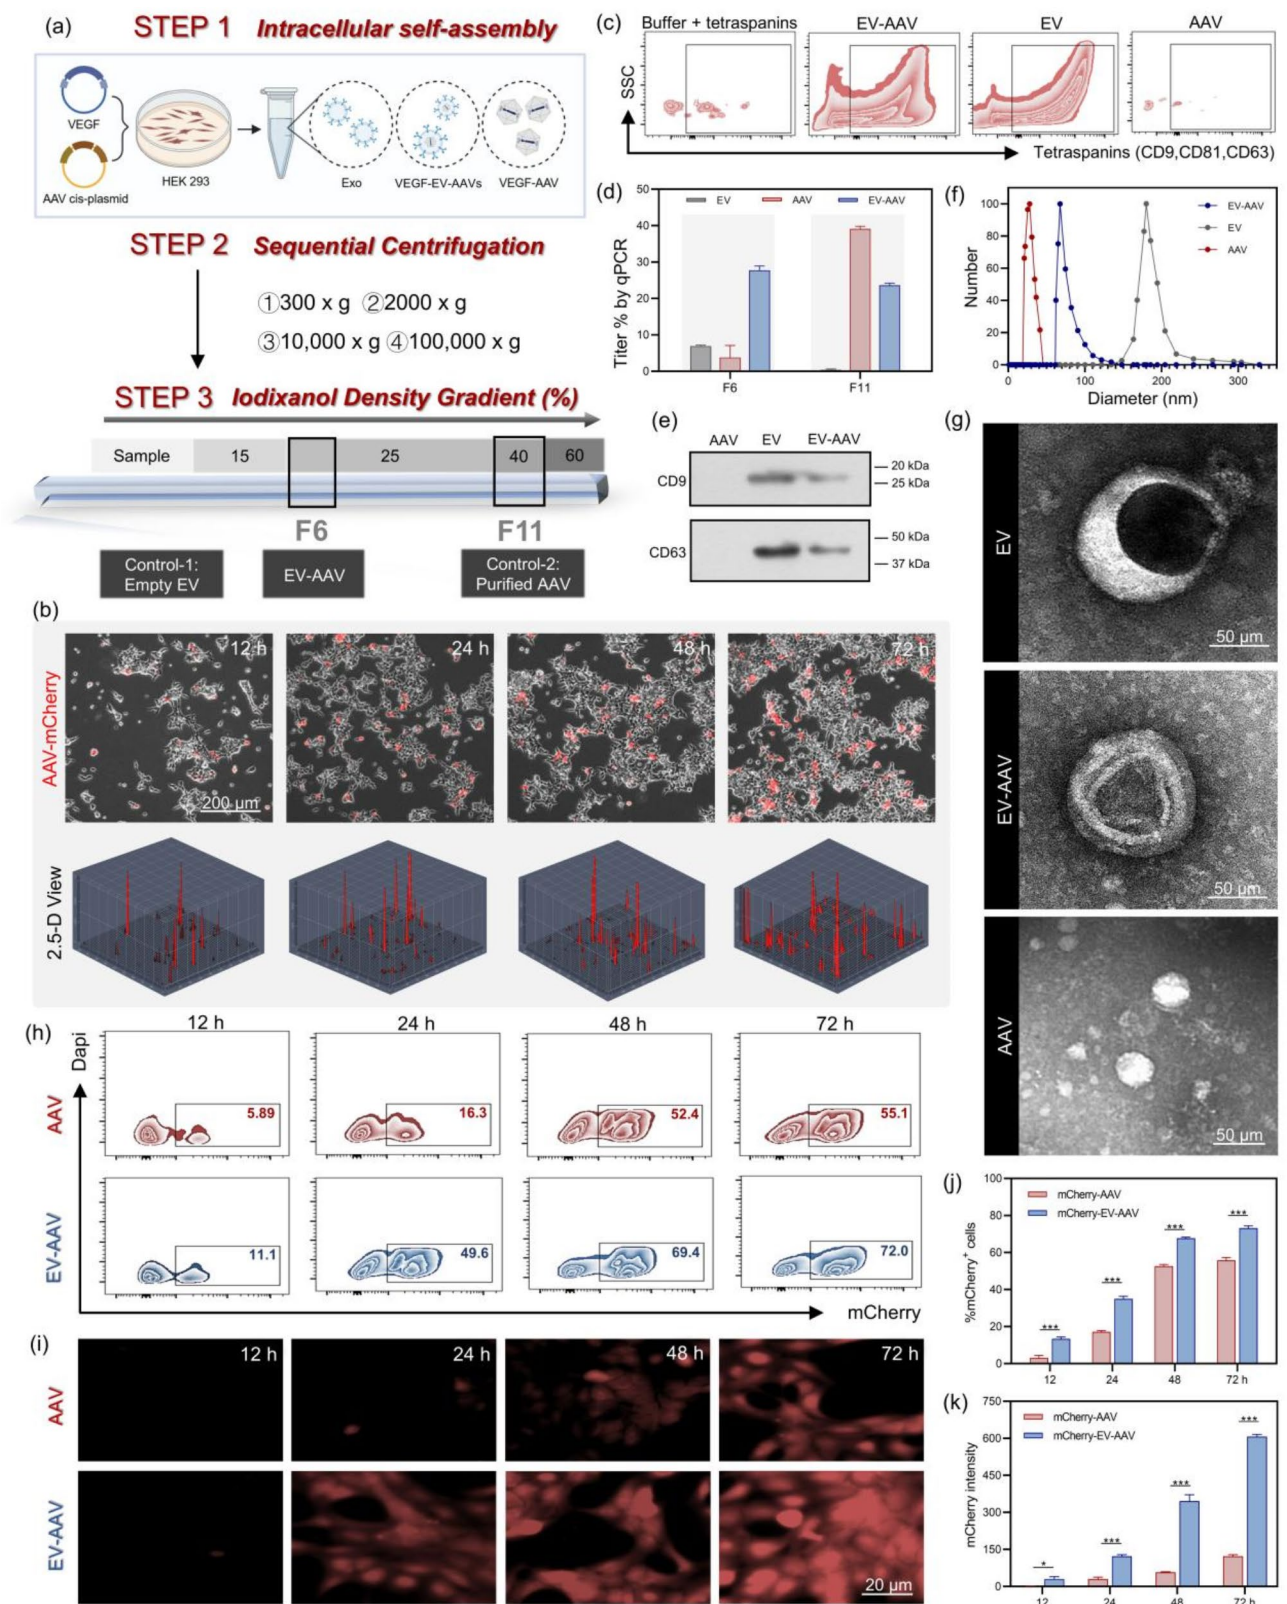 (a)
STEP 1 Intracellular self-assembly
VEGF
AAV cis-plasmid
HEK 293
Exo
VEGF-EV-AAVs
VEGF-AAV
STEP 2 Sequential Centrifugation
①300 x g ②2000 x g
③10,000 x g ④100,000 x g
STEP 3 Iodixanol Density Gradient (%)
Sample 15 25 40 60
F6 F11
Control-1:
Empty EV
EV-AAV
Control-2:
Purified AAV
(b)
AAV-mCherry
12 h
24 h
48 h
72 h
200 μm
2.5-D View
(c)
Buffer + tetraspanins
EV-AAV
EV
AAV
SSC
Tetraspanins (CD9,CD81,CD63)
(d)
Titer % by qPCR
EV AAV EV-AAV
50
40
30
20
10
0
F6 F11
(e)
AAV EV EV-AAV
CD9
20 kDa
25 kDa
CD63
50 kDa
37 kDa
(f)
Number
EV-AAV
EV
AAV
100
80
60
40
20
0
0 100 200 300
Diameter (nm)
(g)
EV
50 μm
EV-AAV
50 μm
AAV
50 μm
(h)
Dapi
12 h 24 h 48 h 72 h
AAV
5.89 16.3 52.4 55.1
EV-AAV
11.1 49.6 69.4 72.0
mCherry
(i)
12 h 24 h 48 h 72 h
AAV
EV-AAV
20 μm
(j)
%mCherry+ cells
mCherry-AAV
mCherry-EV-AAV
100
80
60
40
20
0
*** *** *** ***
12 24 48 72 h
(k)
mCherry intensity
mCherry-AAV
mCherry-EV-AAV
750
600
450
300
150
0
* *** *** ***
12 24 48 72 h